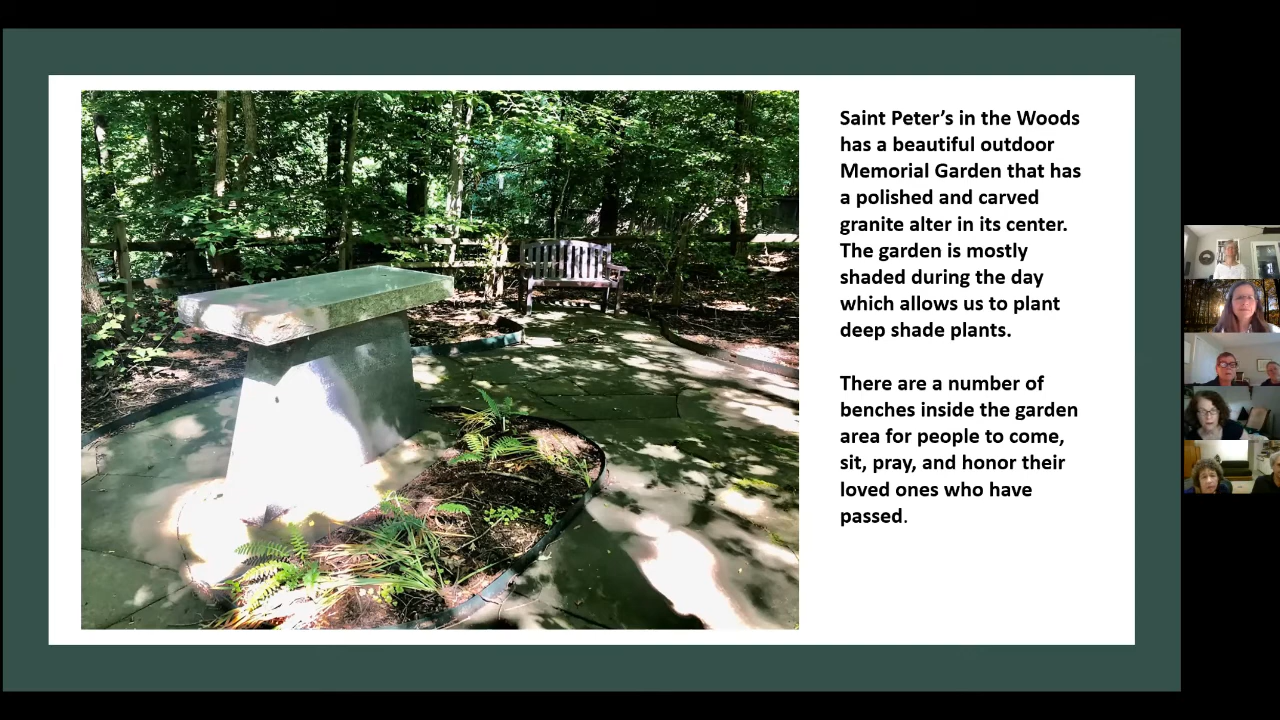 Saint Peter’s in the Woods
has a beautiful outdoor
Memorial Garden that has
a polished and carved
granite alter in its center.
The garden is mostly
shaded during the day
which allows us to plant
deep shade plants.
There are a number of
benches inside the garden
area for people to come,
sit, pray, and honor their
loved ones who have
passed.